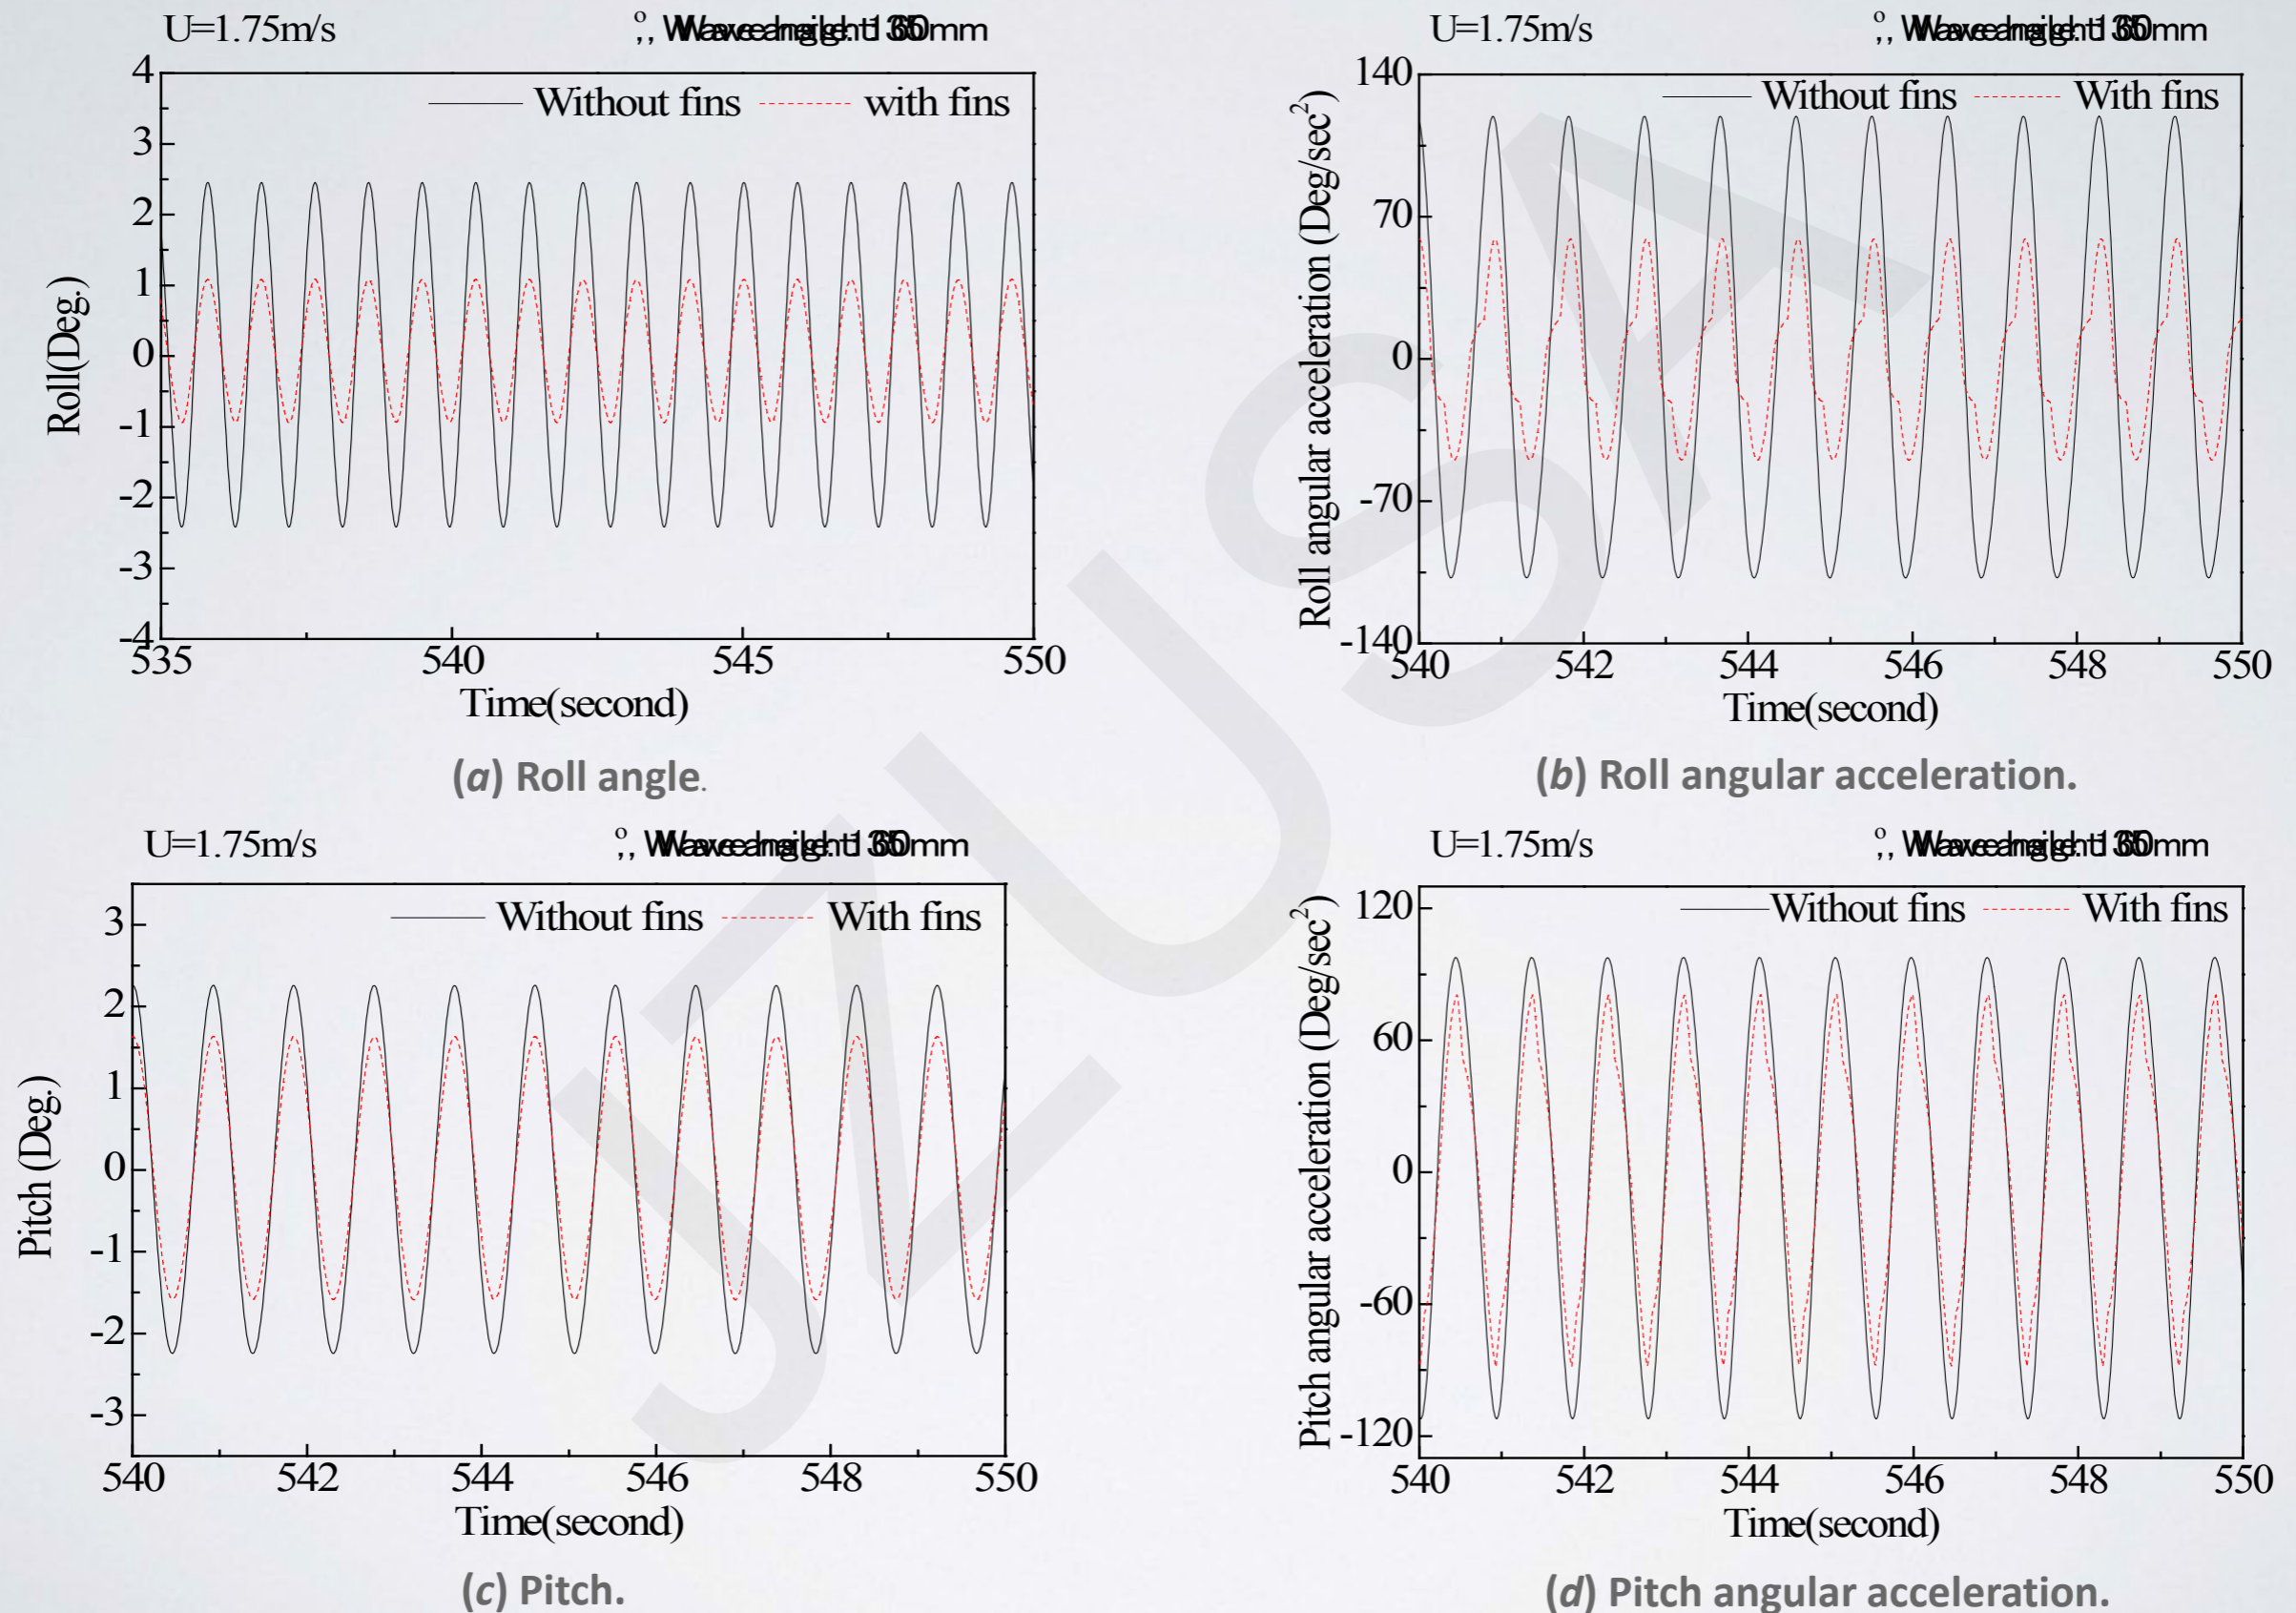 U=1.75m/s
Without fins with fins
Roll(Deg.)
4
3
2
1
0
-1
-2
-3
-4
535 540 545 550
Time(second)
(a) Roll angle.
U=1.75m/s
Without fins With fins
Roll angular acceleration (Deg/sec²)
140
70
0
-70
-140
540 542 544 546 548 550
Time(second)
(b) Roll angular acceleration.
U=1.75m/s
Without fins With fins
Pitch (Deg.)
3
2
1
0
-1
-2
-3
540 542 544 546 548 550
Time(second)
(c) Pitch.
U=1.75m/s
Without fins With fins
Pitch angular acceleration (Deg/sec²)
120
60
0
-60
-120
540 542 544 546 548 550
Time(second)
(d) Pitch angular acceleration.
JZUSA